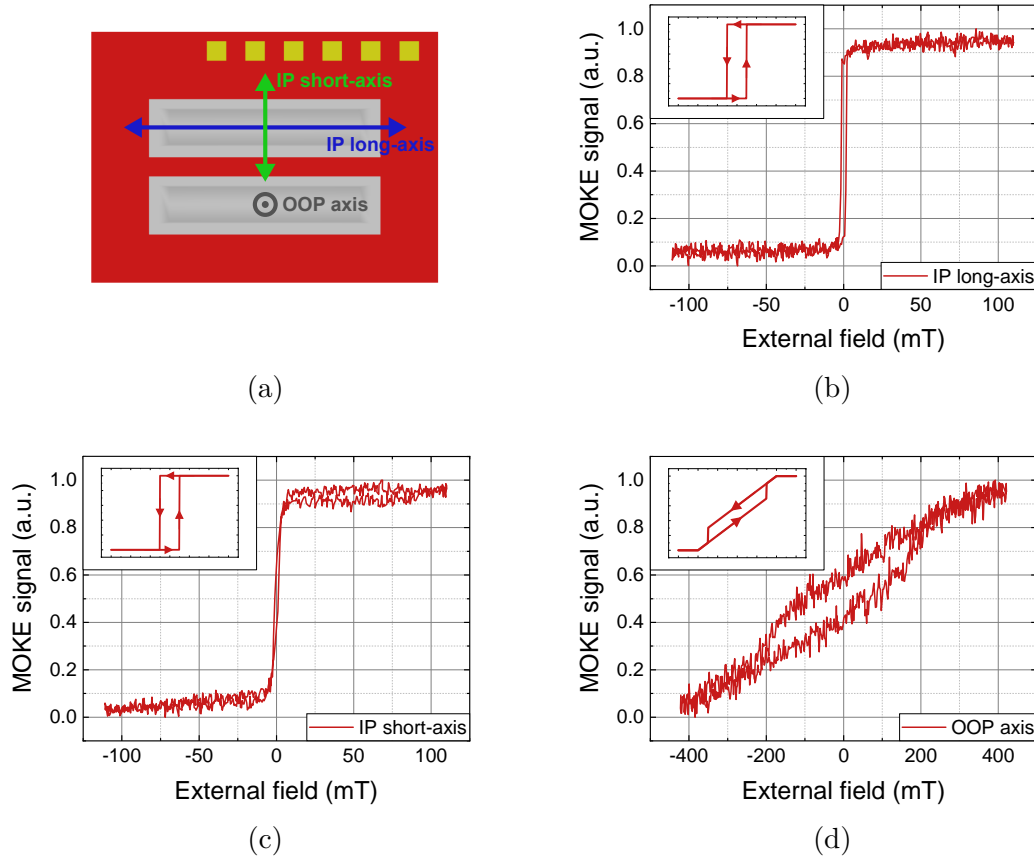 IP short-axis
IP long-axis
OOP axis
(a)
MOKE signal (a.u.)
1.0
0.8
0.6
0.4
0.2
0.0
-100 -50 0 50 100
IP long-axis
External field (mT)
(b)
MOKE signal (a.u.)
1.0
0.8
0.6
0.4
0.2
0.0
-100 -50 0 50 100
IP short-axis
External field (mT)
(c)
MOKE signal (a.u.)
1.0
0.8
0.6
0.4
0.2
0.0
-400 -200 0 200 400
OOP axis
External field (mT)
(d)